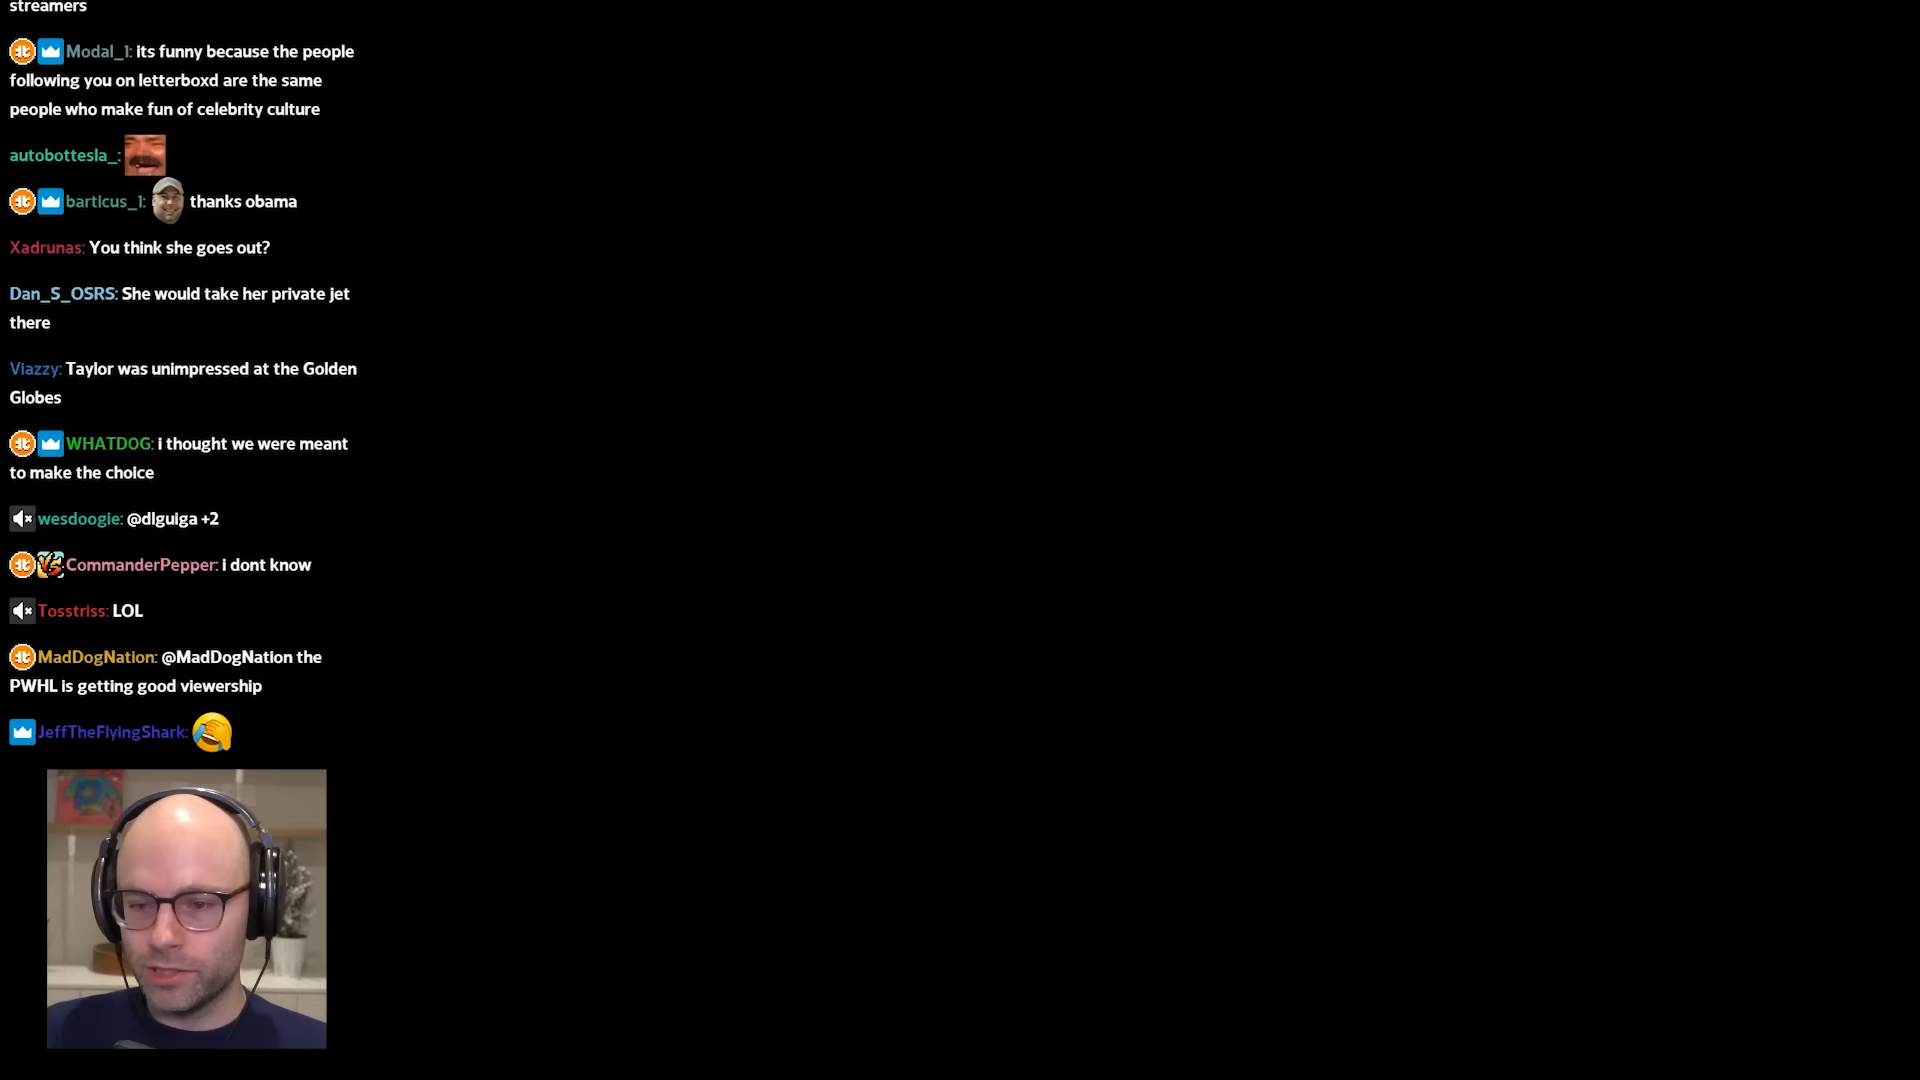 streamers
Modal_1: its funny because the people
following you on letterboxd are the same
people who make fun of celebrity culture
autobottesla_:
barticus_1: thanks obama
Xadrunas: You think she goes out?
Dan_S_OSRS: She would take her private jet
there
Viazzy: Taylor was unimpressed at the Golden
Globes
WHATD0G: i thought we were meant
to make the choice
wesdoogie: @dlguiga +2
CommanderPepper: i dont know
Tosstriss: LOL
MadDogNation: @MadDogNation the
PWHL is getting good viewership
JeffTheFlyingShark: